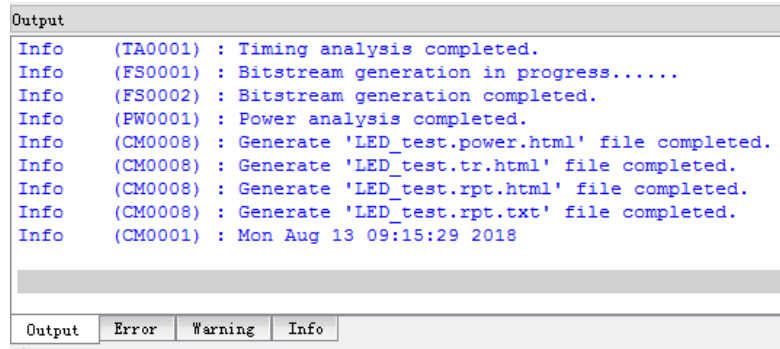 Output
Info (TA0001) : Timing analysis completed.
Info (FS0001) : Bitstream generation in progress......
Info (FS0002) : Bitstream generation completed.
Info (PW0001) : Power analysis completed.
Info (CM0008) : Generate 'LED_test.power.html' file completed.
Info (CM0008) : Generate 'LED_test.tr.html' file completed.
Info (CM0008) : Generate 'LED_test.rpt.html' file completed.
Info (CM0008) : Generate 'LED_test.rpt.txt' file completed.
Info (CM0001) : Mon Aug 13 09:15:29 2018
Output Error Warning Info